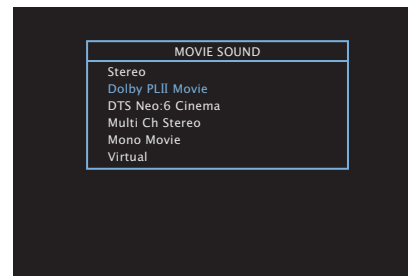 MOVIE SOUND
Stereo
Dolby PLII Movie
DTS Neo:6 Cinema
Multi Ch Stereo
Mono Movie
Virtual